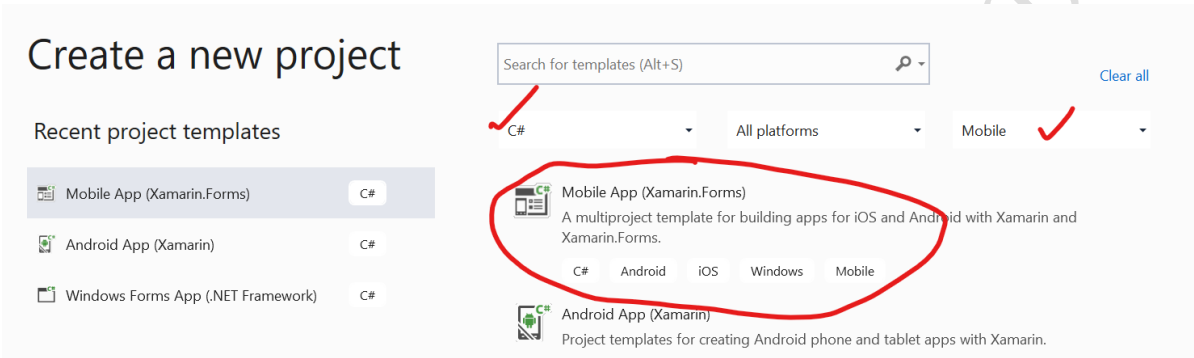 Create a new project
Recent project templates
Mobile App (Xamarin.Forms) C#
Android App (Xamarin) C#
Windows Forms App (.NET Framework) C#
Search for templates (Alt+S)
Clear all
C# All platforms Mobile
Mobile App (Xamarin.Forms)
A multiproject template for building apps for iOS and Android with Xamarin and
Xamarin.Forms.
C# Android iOS Windows Mobile
Android App (Xamarin)
Project templates for creating Android phone and tablet apps with Xamarin.